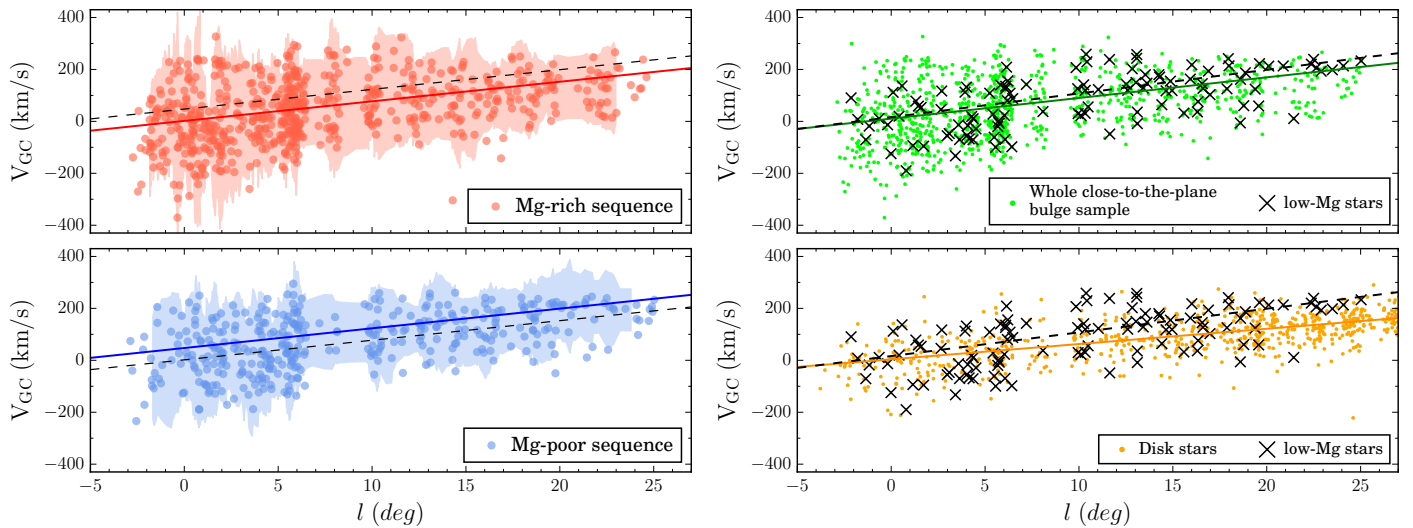 400
200
0
−200
−400
V_GC (km/s)
Mg-rich sequence
400
200
0
−200
−400
V_GC (km/s)
Mg-poor sequence
−5
0
5
10
15
20
25
l (deg)
400
200
0
−200
−400
V_GC (km/s)
Whole close-to-the-plane
bulge sample
low-Mg stars
400
200
0
−200
−400
V_GC (km/s)
Disk stars
low-Mg stars
−5
0
5
10
15
20
25
l (deg)